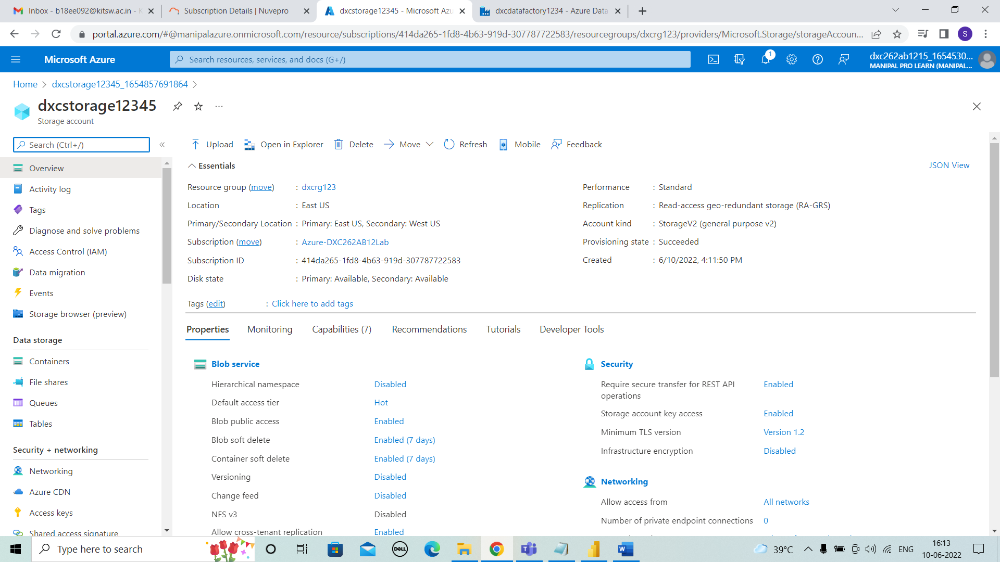 Inbox - b18ee092@kitsw.ac.in -
Subscription Details | Nuvepro
dxcstorage12345 - Microsoft Azu
dxcdatafactory1234 - Azure Data
portal.azure.com/#@manipalazure.onmicrosoft.com/resource/subscriptions/414da265-1fd8-4b63-919d-307787722583/resourcegroups/dxcrg123/providers/Microsoft.Storage/storageAccoun...
S
Microsoft Azure
Search resources, services, and docs (G+/)
1
dxc262ab1215_1654530...
MANIPAL PRO LEARN (MANIPAL...
Home > dxcstorage12345_1654857691864 >
dxcstorage12345
Storage account
Search (Ctrl+/)
Upload
Open in Explorer
Delete
Move
Refresh
Mobile
Feedback
Overview
Activity log
Tags
Diagnose and solve problems
Access Control (IAM)
Data migration
Events
Storage browser (preview)
Data storage
Containers
File shares
Queues
Tables
Security + networking
Networking
Azure CDN
Access keys
Shared access signature
Essentials
JSON View
Resource group (move) : dxcrg123
Location : East US
Primary/Secondary Location : Primary: East US, Secondary: West US
Subscription (move) : Azure-DXC262AB12Lab
Subscription ID : 414da265-1fd8-4b63-919d-307787722583
Disk state : Primary: Available, Secondary: Available
Performance : Standard
Replication : Read-access geo-redundant storage (RA-GRS)
Account kind : StorageV2 (general purpose v2)
Provisioning state : Succeeded
Created : 6/10/2022, 4:11:50 PM
Tags (edit) : Click here to add tags
Properties
Monitoring
Capabilities (7)
Recommendations
Tutorials
Developer Tools
Blob service
Hierarchical namespace Disabled
Default access tier Hot
Blob public access Enabled
Blob soft delete Enabled (7 days)
Container soft delete Enabled (7 days)
Versioning Disabled
Change feed Disabled
NFS v3 Disabled
Allow cross-tenant replication Enabled
Security
Require secure transfer for REST API Enabled
operations
Storage account key access Enabled
Minimum TLS version Version 1.2
Infrastructure encryption Disabled
Networking
Allow access from All networks
Number of private endpoint connections 0
Type here to search
DELL
39°C
ENG
16:13
10-06-2022